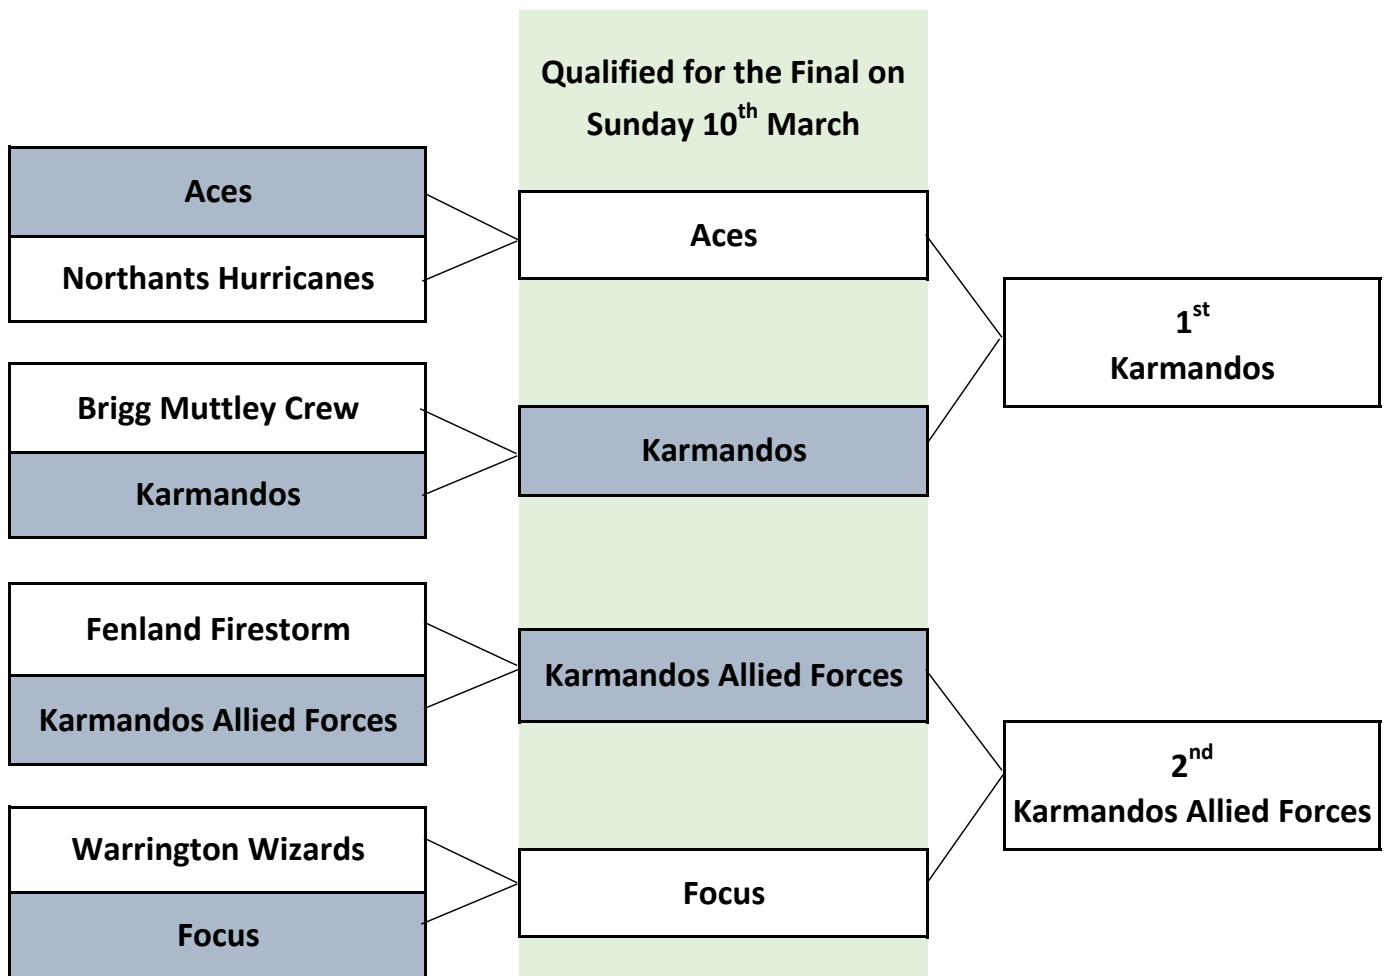 Qualified for the Final on
Sunday 10th March
Aces
Northants Hurricanes
Brigg Muttley Crew
Karmandos
Fenland Firestorm
Karmandos Allied Forces
Warrington Wizards
Focus
Aces
Karmandos
Karmandos Allied Forces
Focus
1st
Karmandos
2nd
Karmandos Allied Forces